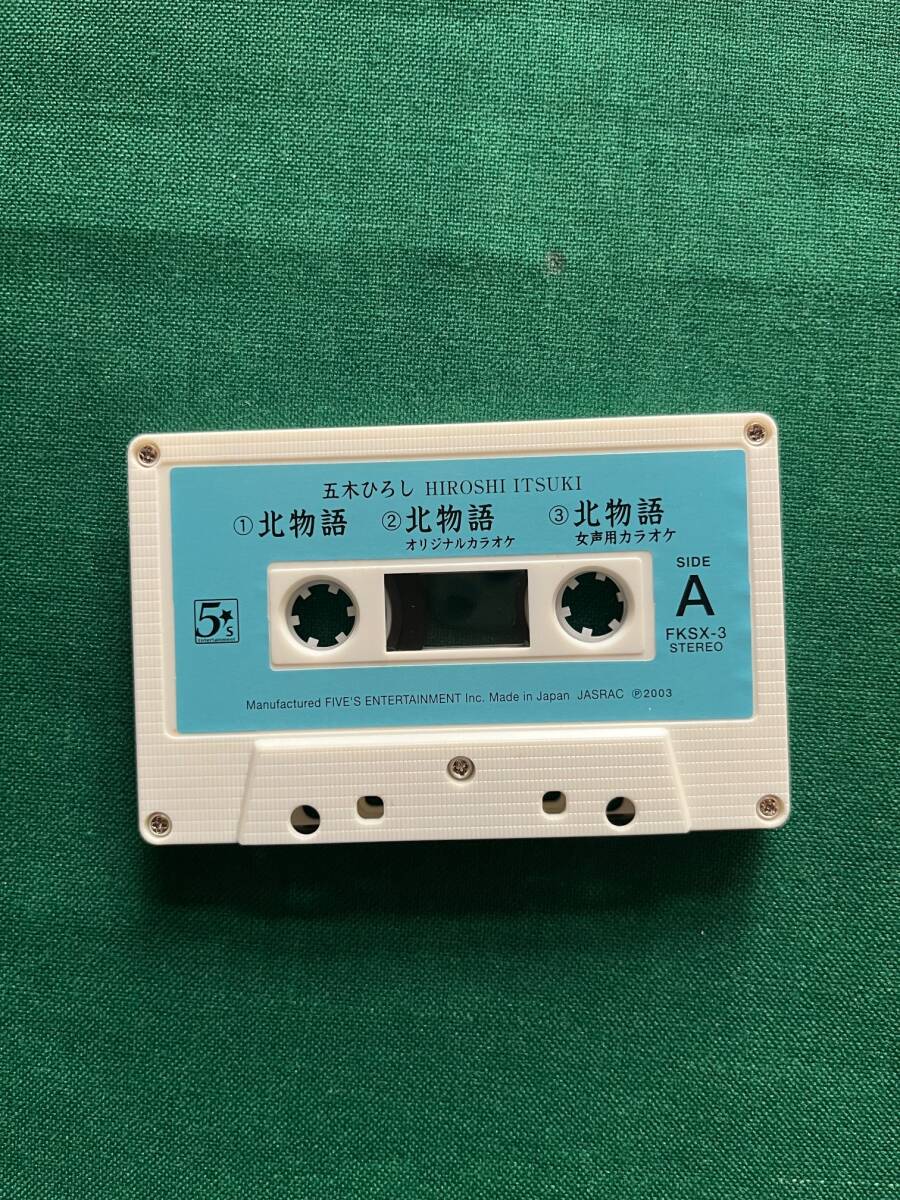 五木ひろし HIROSHI ITSUKI
①北物語 ②北物語 ③北物語
オリジナルカラオケ 女声用カラオケ
SIDE
A
5's
Entertainment
FKSX-3
STEREO
Manufactured FIVE'S ENTERTAINMENT Inc. Made in Japan JASRAC ℗2003